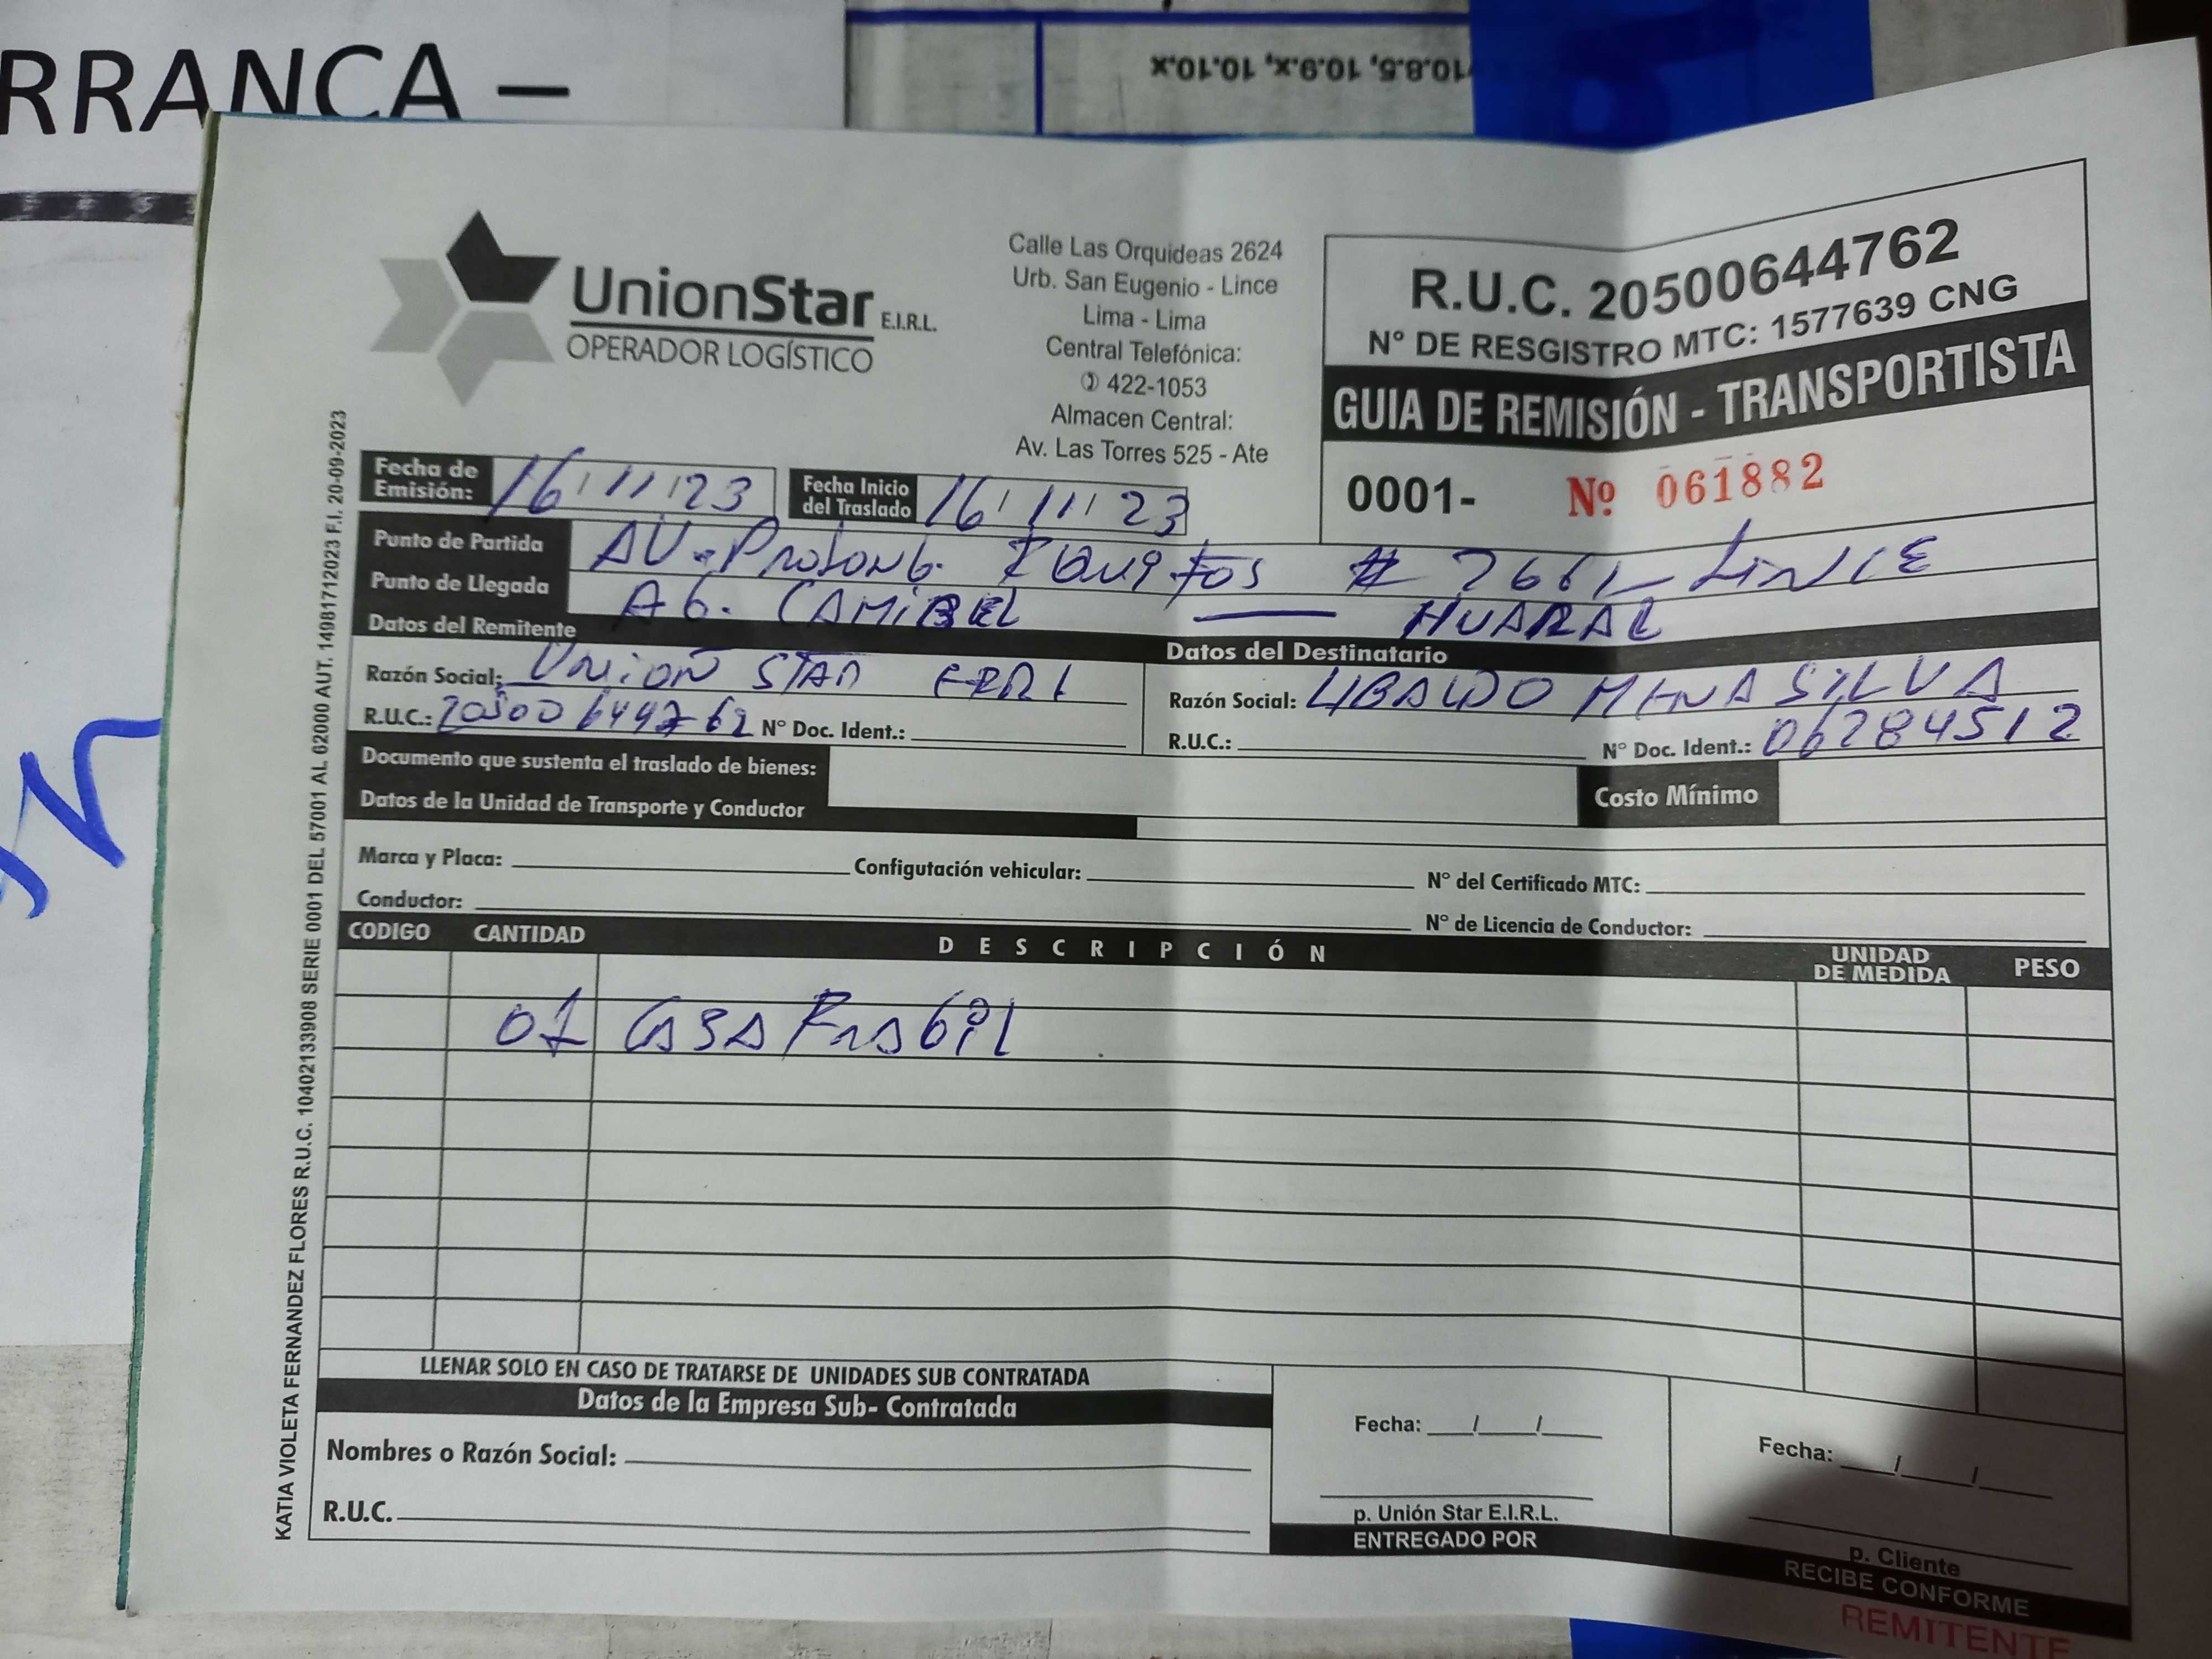 RRANCA –
10.8.5, 10.9.x, 10.10.x
UnionStar E.I.R.L.
OPERADOR LOGÍSTICO
Calle Las Orquideas 2624
Urb. San Eugenio - Lince
Lima - Lima
Central Telefónica:
✆ 422-1053
Almacen Central:
Av. Las Torres 525 - Ate
R.U.C. 20500644762
N° DE RESGISTRO MTC: 1577639 CNG
GUIA DE REMISIÓN - TRANSPORTISTA
0001- Nº 061882
Fecha de Emisión: 16/11/23 Fecha Inicio del Traslado 16/11/23
Punto de Partida AV. Prolong. Iquitos # 2661 - LINCE
Punto de Llegada AG. CAMIBEL — HUARAL
Datos del Remitente Datos del Destinatario
Razón Social: UNION STAR Razón Social: UBALDO MENA SILVA
R.U.C.: 20500644762 N° Doc. Ident.: R.U.C.: N° Doc. Ident.: 06284512
Documento que sustenta el traslado de bienes: Costo Mínimo
Datos de la Unidad de Transporte y Conductor
Marca y Placa: Configutación vehicular: N° del Certificado MTC:
Conductor: N° de Licencia de Conductor:
CODIGO CANTIDAD DESCRIPCIÓN UNIDAD DE MEDIDA PESO
01 CAJA FRAGIL
LLENAR SOLO EN CASO DE TRATARSE DE UNIDADES SUB CONTRATADA
Datos de la Empresa Sub- Contratada
Nombres o Razón Social:
R.U.C.
Fecha: / /
p. Unión Star E.I.R.L.
ENTREGADO POR
Fecha: / /
p. Cliente
RECIBE CONFORME
REMITENTE
KATIA VIOLETA FERNANDEZ FLORES R.U.C. 10402133908 SERIE 0001 DEL 57001 AL 62000 AUT. 14981712023 F.I. 20-09-2023